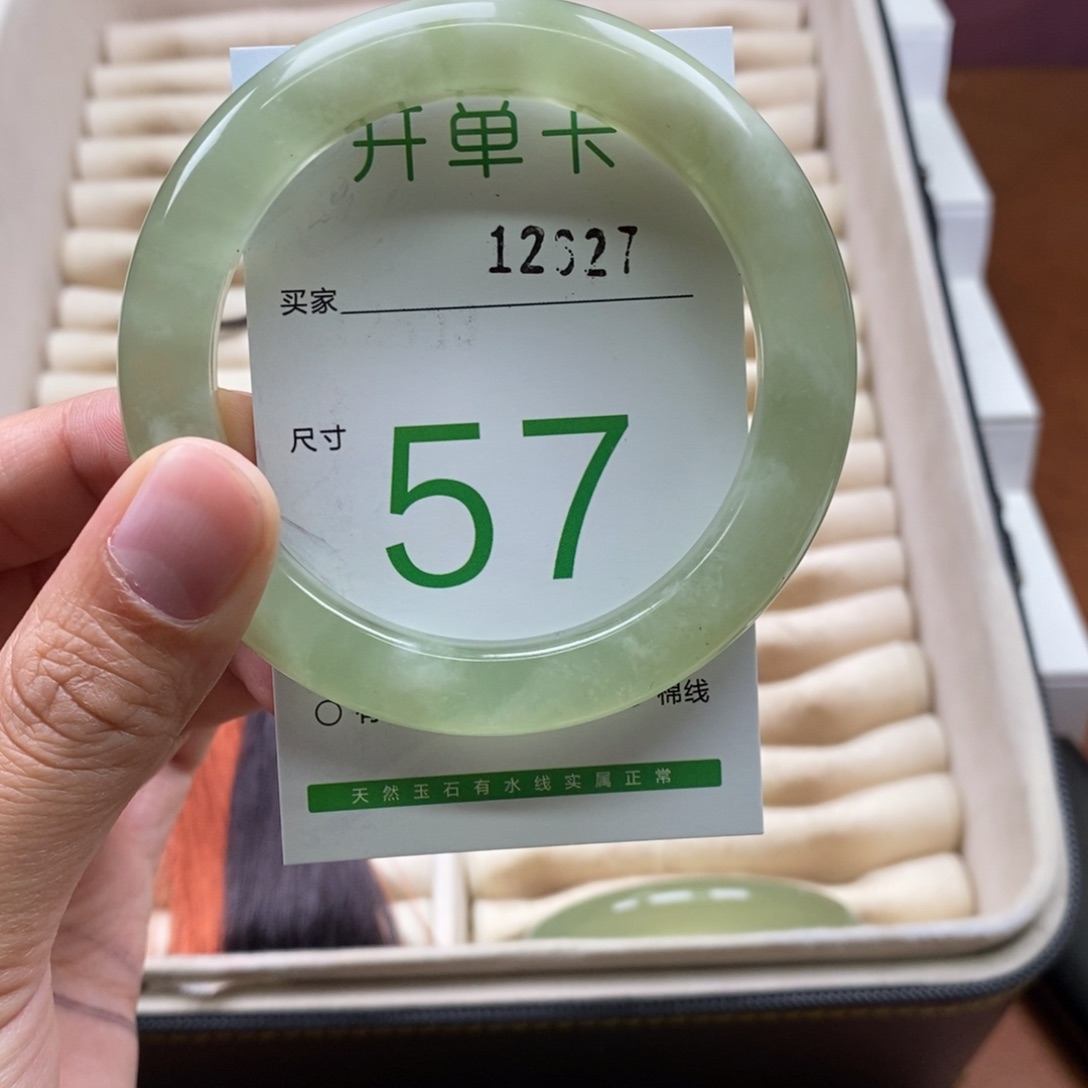 开单卡
买家
尺寸 57
棉线
天然玉石有水线实属正常